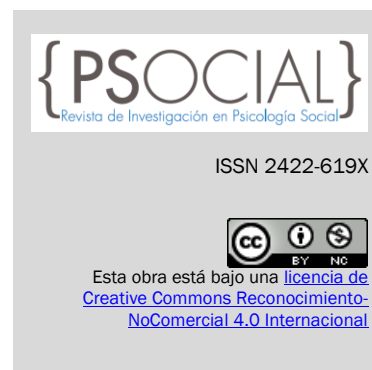 {PSOCIAL}
Revista de Investigación en Psicología Social
ISSN 2422-619X
cc
BY NC
Esta obra está bajo una licencia de
Creative Commons Reconocimiento-
NoComercial 4.0 Internacional